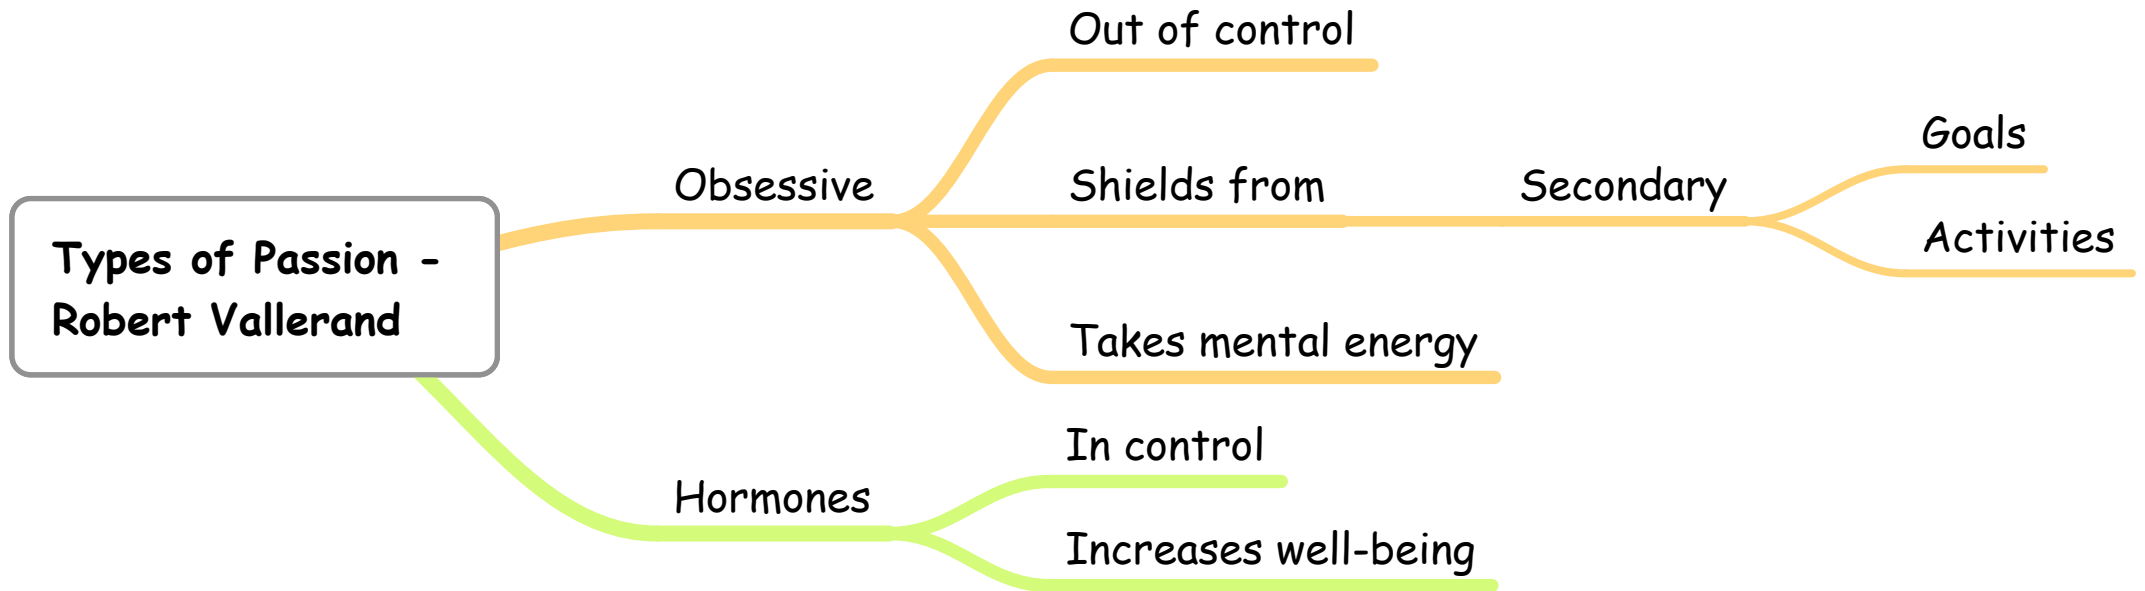 Types of Passion -
Robert Vallerand
Obsessive
Out of control
Shields from
Secondary
Goals
Activities
Takes mental energy
Hormones
In control
Increases well-being